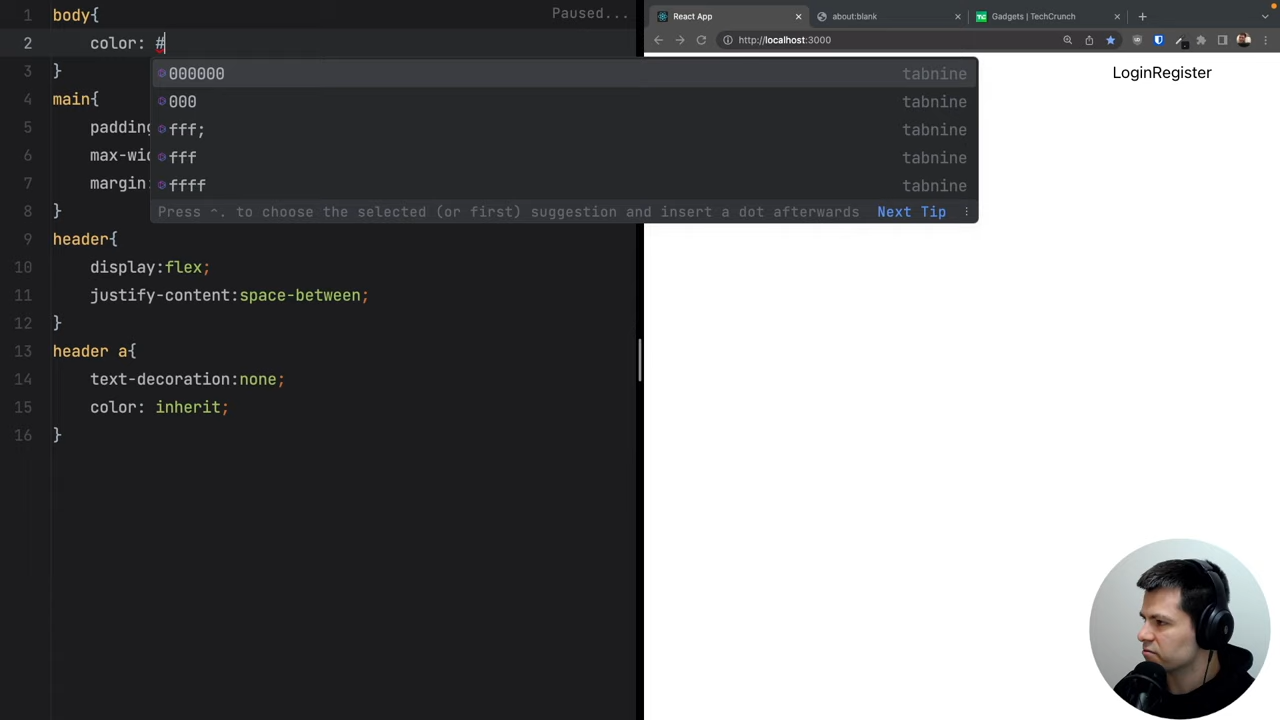 1 body{
Paused...
2 color: #
3 }
000000 tabnine
000 tabnine
fff; tabnine
fff tabnine
ffff tabnine
Press ⌃. to choose the selected (or first) suggestion and insert a dot afterwards Next Tip
4 main{
5 padding
6 max-wid
7 margin:
8 }
9 header{
10 display:flex;
11 justify-content:space-between;
12 }
13 header a{
14 text-decoration:none;
15 color: inherit;
16 }
React App
about:blank
Gadgets | TechCrunch
http://localhost:3000
LoginRegister